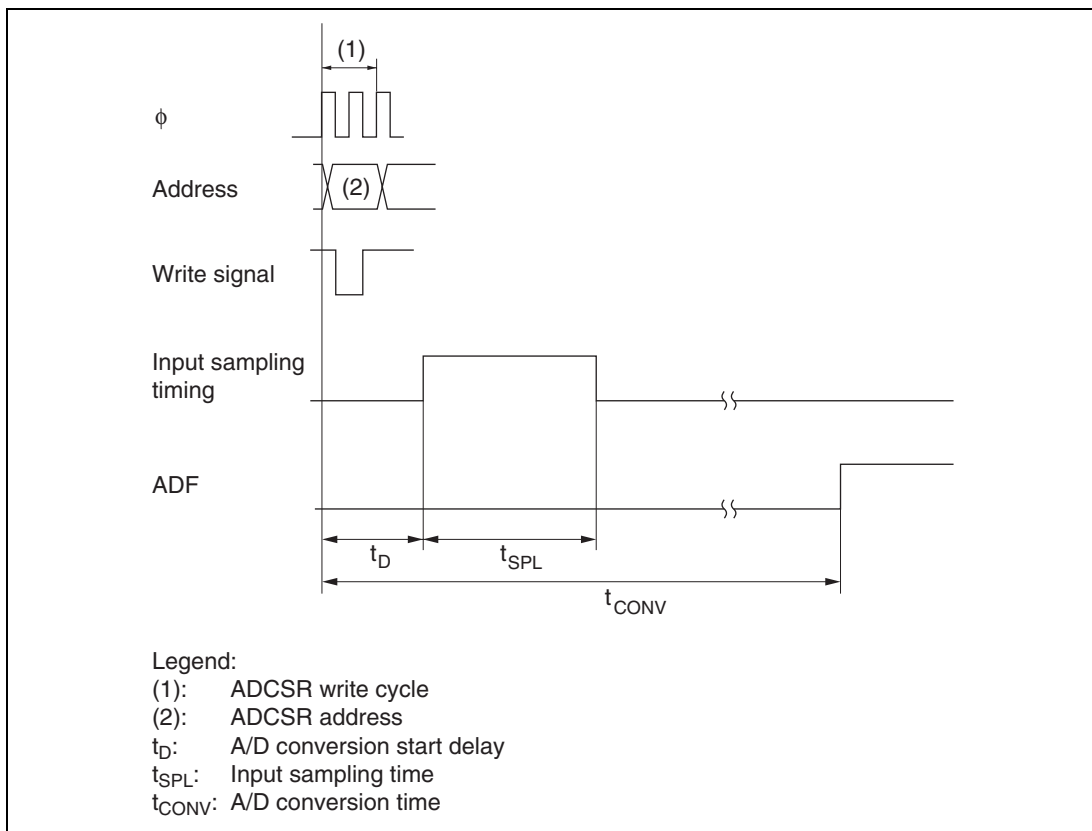 (1)
φ
Address
(2)
Write signal
Input sampling
timing
ADF
tD
tSPL
tCONV
Legend:
(1): ADCSR write cycle
(2): ADCSR address
tD: A/D conversion start delay
tSPL: Input sampling time
tCONV: A/D conversion time